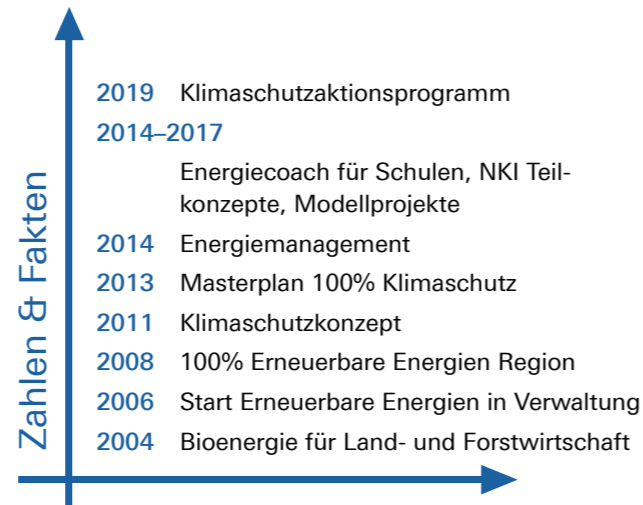 Zahlen & Fakten
2019 Klimaschutzaktionsprogramm
2014–2017
Energiecoach für Schulen, NKI Teil-
konzepte, Modellprojekte
2014 Energiemanagement
2013 Masterplan 100% Klimaschutz
2011 Klimaschutzkonzept
2008 100% Erneuerbare Energien Region
2006 Start Erneuerbare Energien in Verwaltung
2004 Bioenergie für Land- und Forstwirtschaft